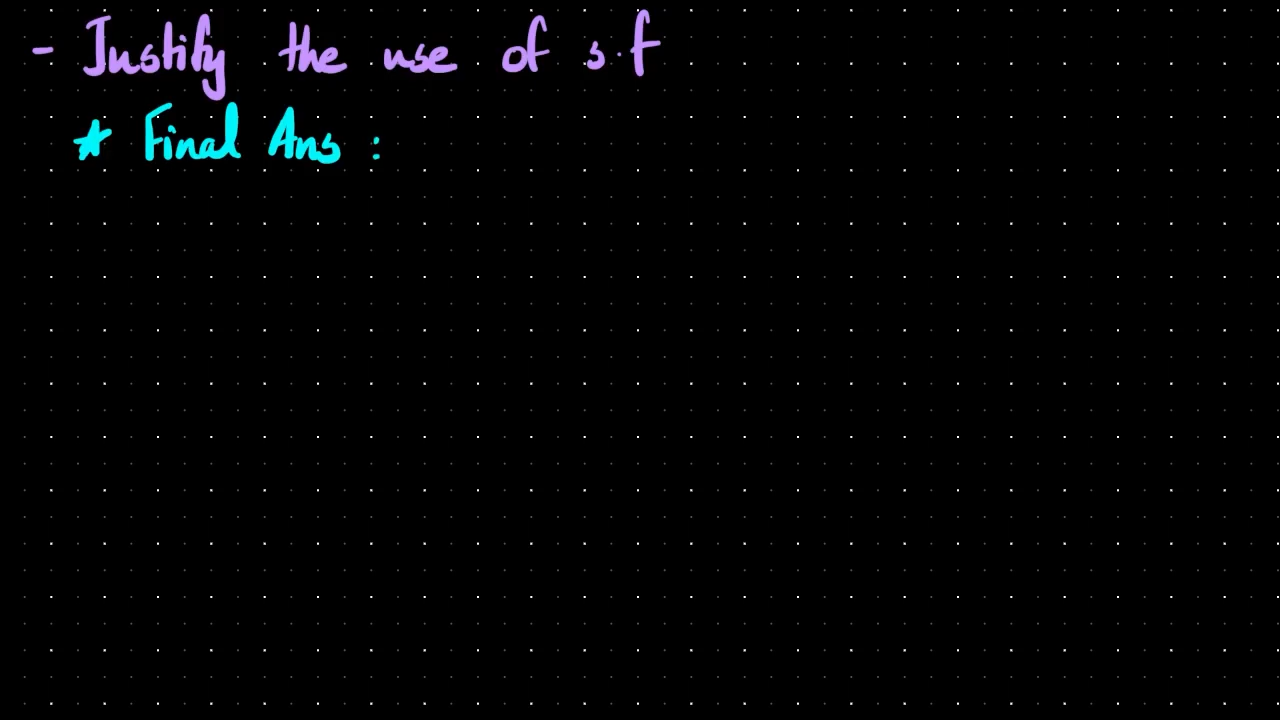 - Justify the use of s.f
* Final Ans :